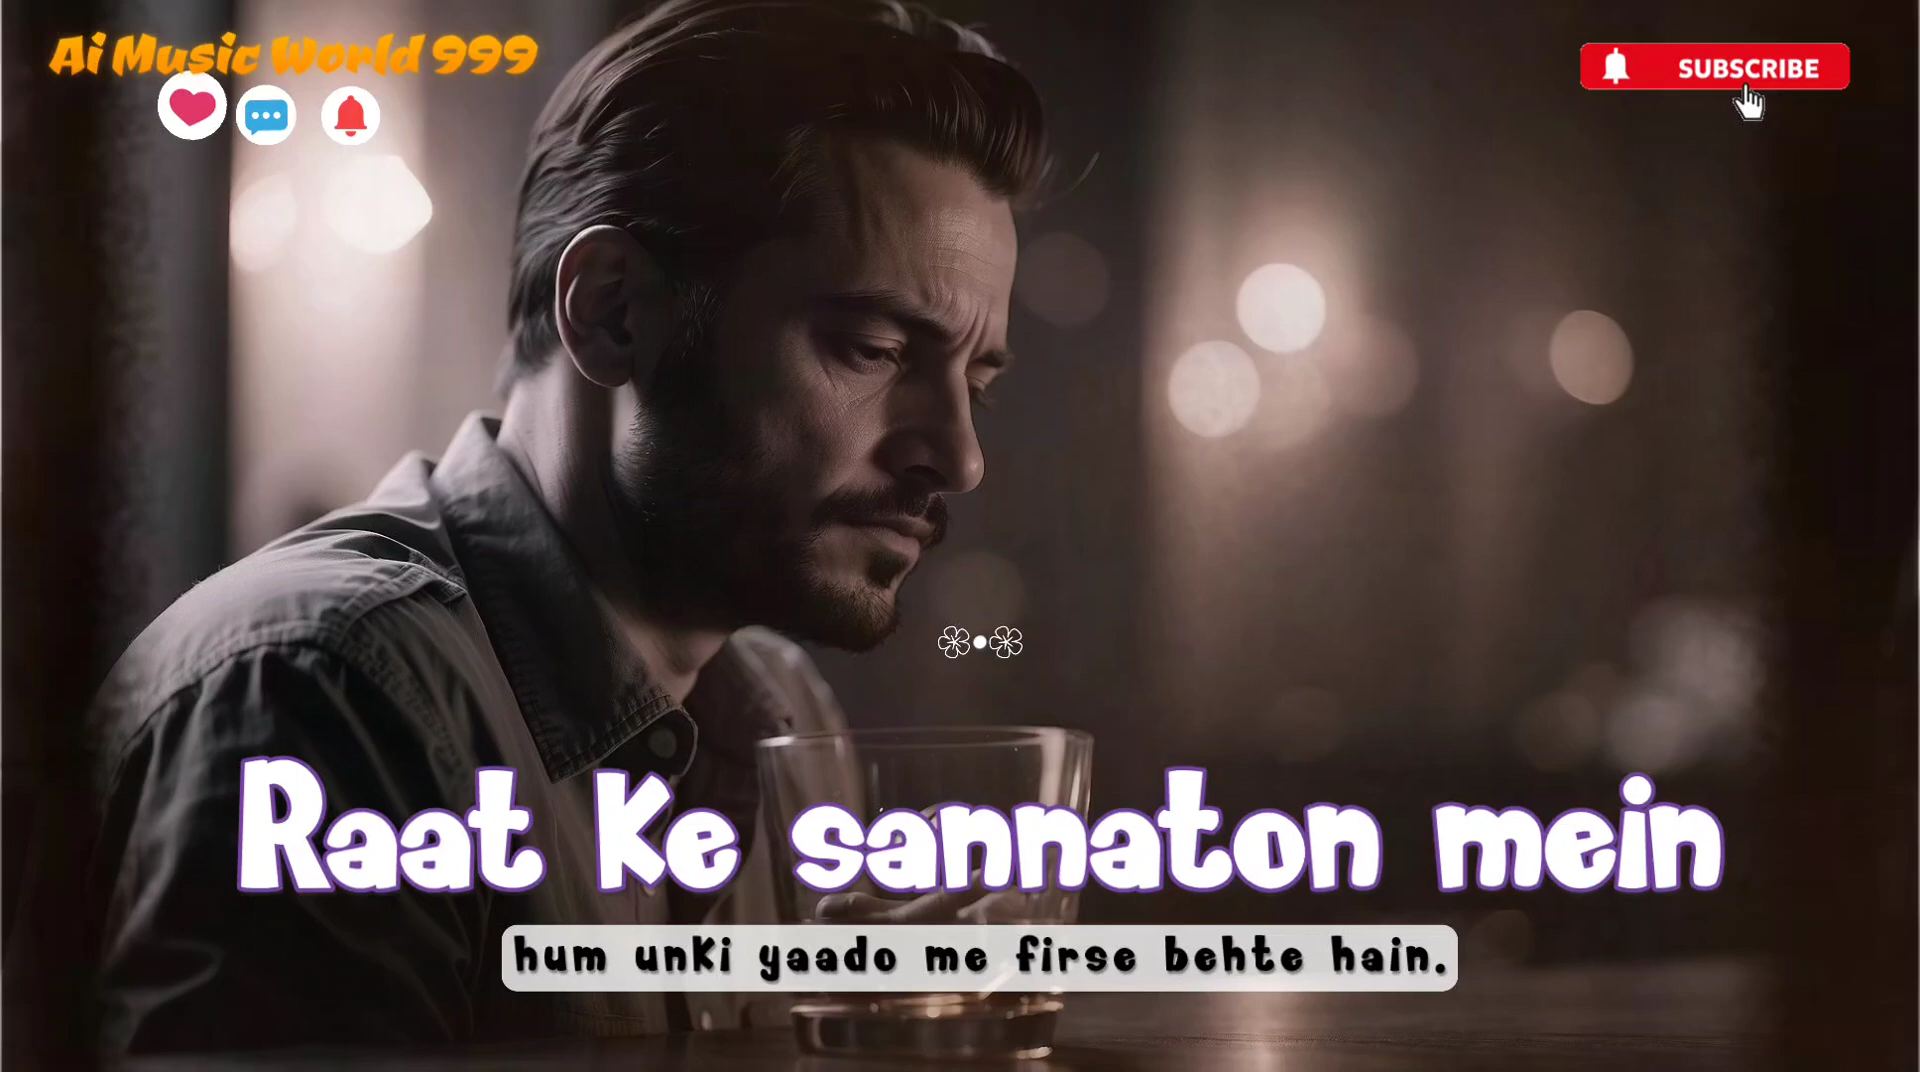 Ai Music World 999
SUBSCRIBE
Raat Ke sannaton mein
hum unKi yaado me firse behte hain.